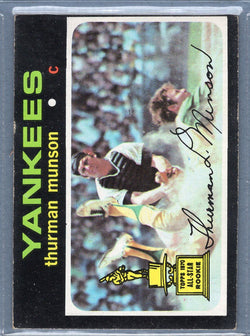 YANKEES
thurman munson • c
Thurman L Munson
TOPPS 1970
ALL-STAR
ROOKIE